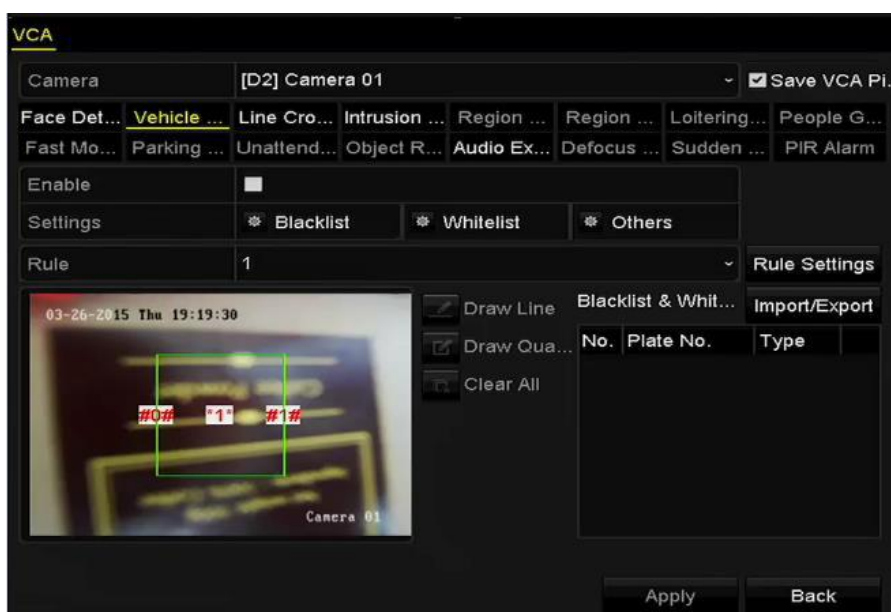 VCA
Camera [D2] Camera 01 Save VCA Pi.
Face Det... Vehicle ... Line Cro... Intrusion ... Region ... Region ... Loitering... People G...
Fast Mo... Parking ... Unattend... Object R... Audio Ex... Defocus ... Sudden ... PIR Alarm
Enable
Settings Blacklist Whitelist Others
Rule 1 Rule Settings
03-26-2015 Thu 19:19:30
Draw Line Blacklist & Whit... Import/Export
Draw Qua... No. Plate No. Type
Clear All
#0# *1* #1#
Camera 01
Apply Back